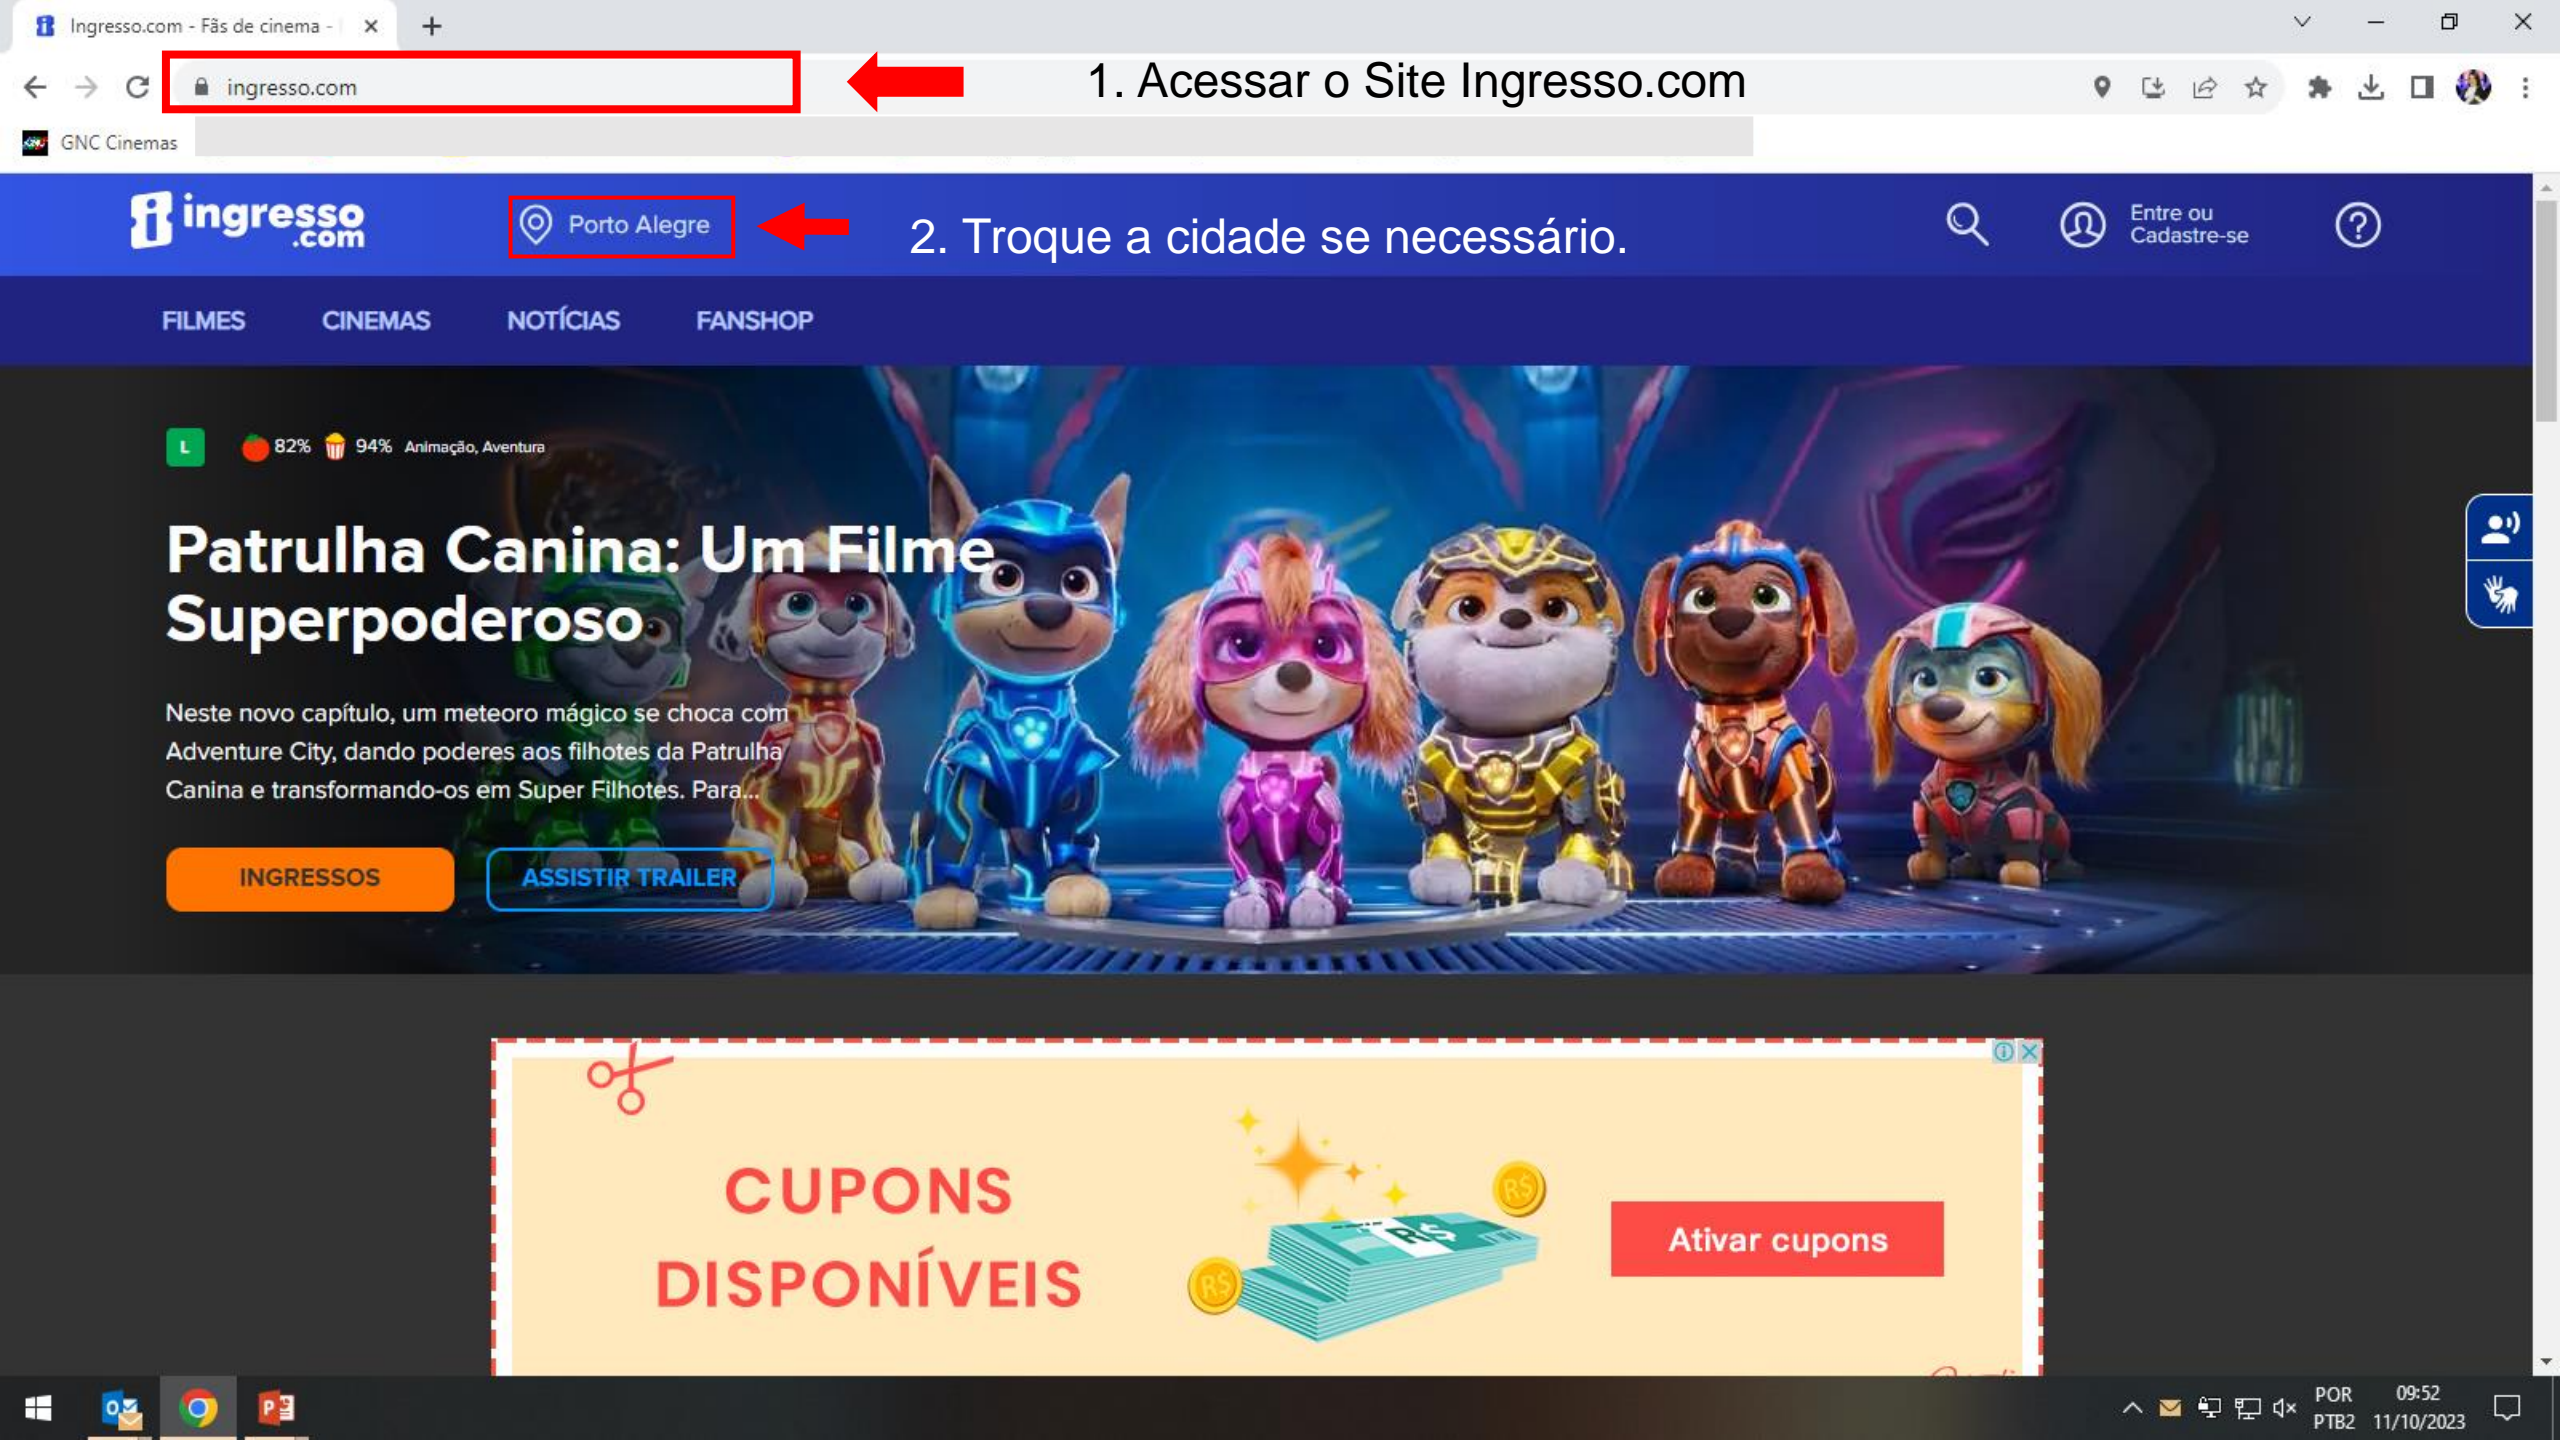 Ingresso.com - Fãs de cinema -
ingresso.com
1. Acessar o Site Ingresso.com
GNC Cinemas
ingresso
.com
Porto Alegre
2. Troque a cidade se necessário.
Entre ou
Cadastre-se
FILMES CINEMAS NOTÍCIAS FANSHOP
L 82% 94% Animação, Aventura
Patrulha Canina: Um Filme
Superpoderoso
Neste novo capítulo, um meteoro mágico se choca com
Adventure City, dando poderes aos filhotes da Patrulha
Canina e transformando-os em Super Filhotes. Para...
INGRESSOS ASSISTIR TRAILER
CUPONS
DISPONÍVEIS
R$
R$
R$
Ativar cupons
POR 09:52
PTB2 11/10/2023